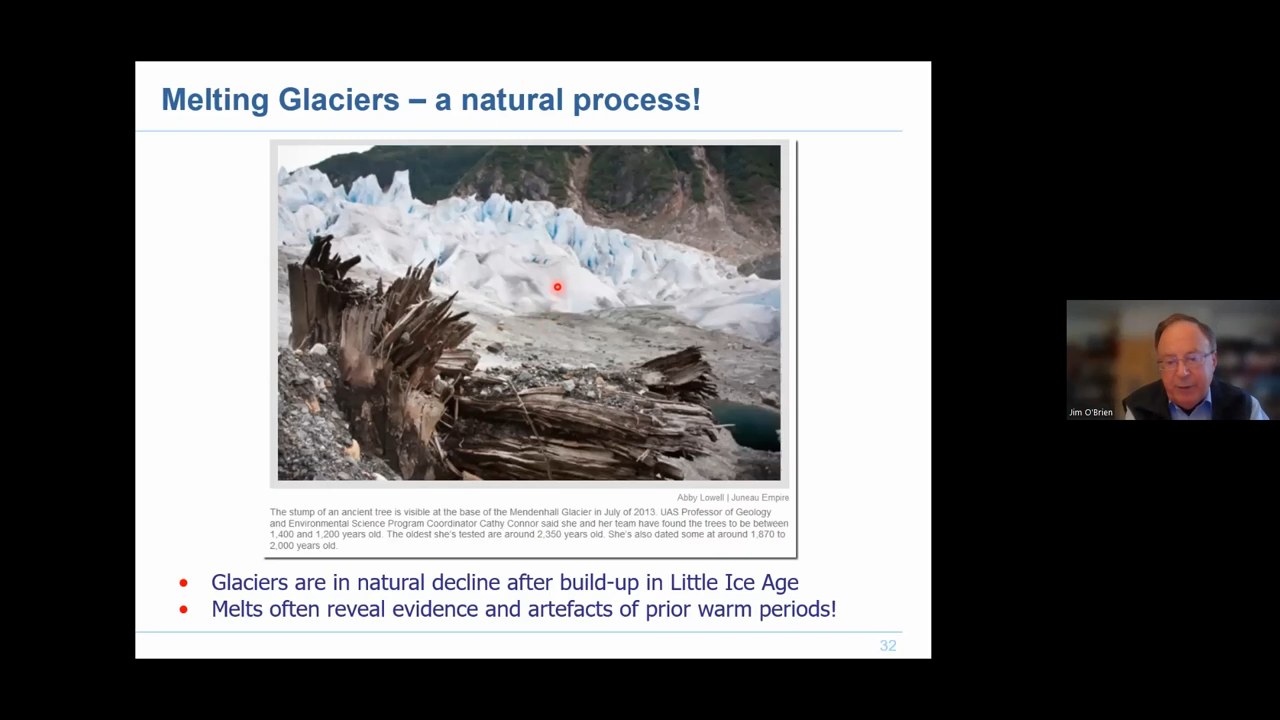 Melting Glaciers – a natural process!
Abby Lowell | Juneau Empire
The stump of an ancient tree is visible at the base of the Mendenhall Glacier in July of 2013. UAS Professor of Geology
and Environmental Science Program Coordinator Cathy Connor said she and her team have found the trees to be between
1,400 and 1,200 years old. The oldest she's tested are around 2,350 years old. She's also dated some at around 1,870 to
2,000 years old.
• Glaciers are in natural decline after build-up in Little Ice Age
• Melts often reveal evidence and artefacts of prior warm periods!
32
Jim O'Brien